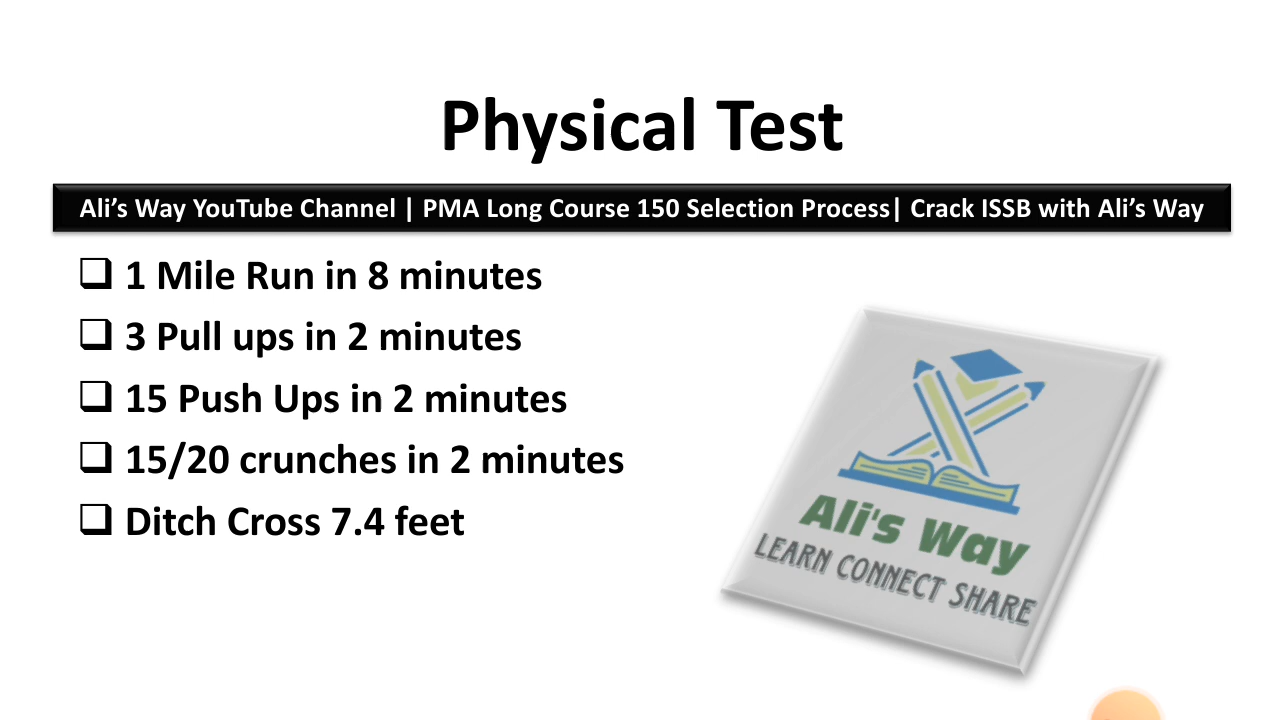 Physical Test
Ali’s Way YouTube Channel | PMA Long Course 150 Selection Process| Crack ISSB with Ali’s Way
1 Mile Run in 8 minutes
3 Pull ups in 2 minutes
15 Push Ups in 2 minutes
15/20 crunches in 2 minutes
Ditch Cross 7.4 feet
Ali's Way
LEARN CONNECT SHARE